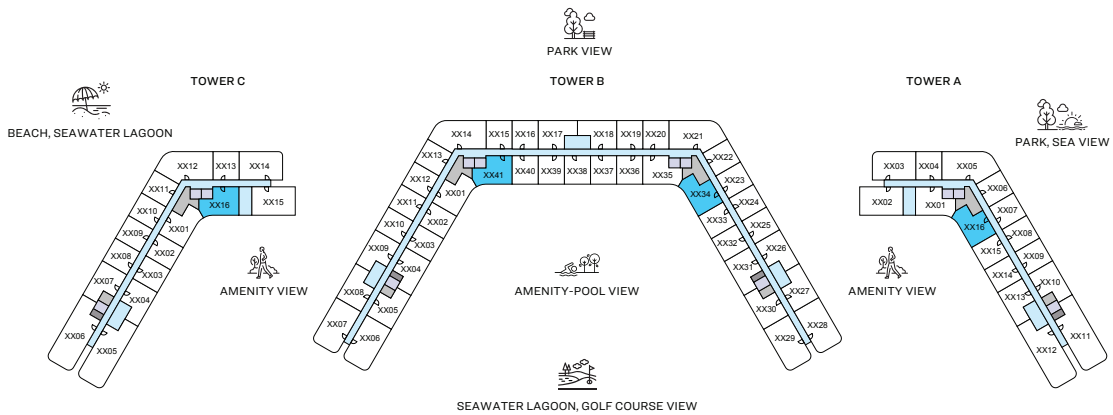 PARK VIEW
TOWER C
TOWER B
TOWER A
BEACH, SEAWATER LAGOON
PARK, SEA VIEW
XX12
XX13
XX14
XX11
XX10
XX09
XX08
XX07
XX06
XX16
XX15
XX01
XX02
XX03
XX04
XX05
AMENITY VIEW
XX14
XX15
XX16
XX17
XX18
XX19
XX20
XX21
XX13
XX12
XX11
XX10
XX09
XX08
XX07
XX41
XX40
XX39
XX38
XX37
XX36
XX35
XX01
XX02
XX03
XX04
XX05
XX06
XX22
XX23
XX24
XX25
XX26
XX27
XX28
XX34
XX33
XX32
XX31
XX30
XX29
AMENITY-POOL VIEW
XX03
XX04
XX05
XX02
XX01
XX06
XX07
XX08
XX09
XX10
XX11
XX16
XX15
XX14
XX13
XX12
AMENITY VIEW
SEAWATER LAGOON, GOLF COURSE VIEW